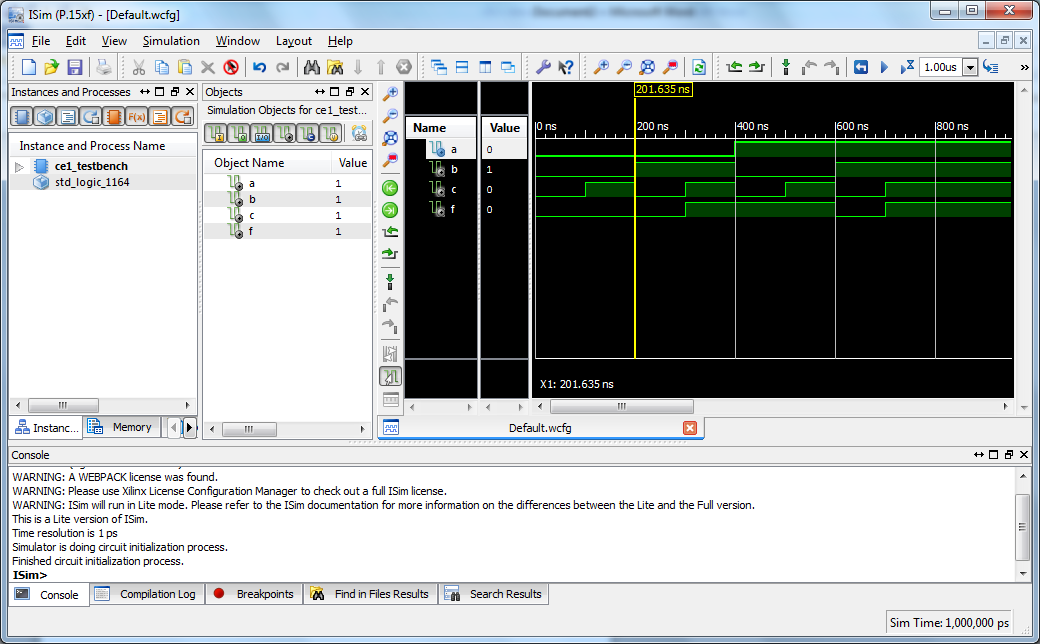 ISim (P.15xf) - [Default.wcfg]
File Edit View Simulation Window Layout Help
1.00us
Instances and Processes
Instance and Process Name
ce1_testbench
std_logic_1164
Instanc...
Memory
Objects
Simulation Objects for ce1_test...
Object Name Value
a 1
b 1
c 1
f 1
Name Value
a 0
b 1
c 0
f 0
201.635 ns
0 ns 200 ns 400 ns 600 ns 800 ns
X1: 201.635 ns
Default.wcfg
Console
WARNING: A WEBPACK license was found.
WARNING: Please use Xilinx License Configuration Manager to check out a full ISim license.
WARNING: ISim will run in Lite mode. Please refer to the ISim documentation for more information on the differences between the Lite and the Full version.
This is a Lite version of ISim.
Time resolution is 1 ps
Simulator is doing circuit initialization process.
Finished circuit initialization process.
ISim>
Console Compilation Log Breakpoints Find in Files Results Search Results
Sim Time: 1,000,000 ps